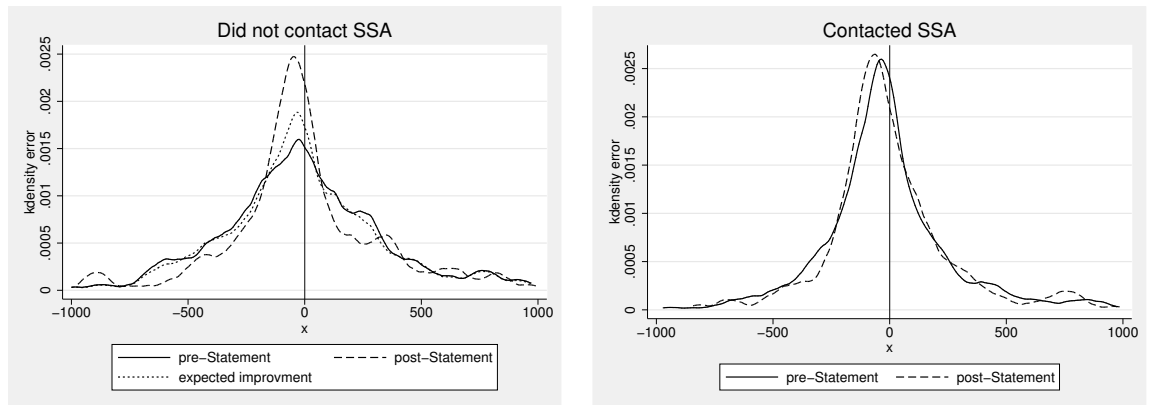 Did not contact SSA
kdensity error
0 .0005 .001 .0015 .002 .0025
−1000 −500 0 500 1000
x
pre−Statement post−Statement
expected improvment
Contacted SSA
kdensity error
0 .0005 .001 .0015 .002 .0025
−1000 −500 0 500 1000
x
pre−Statement post−Statement